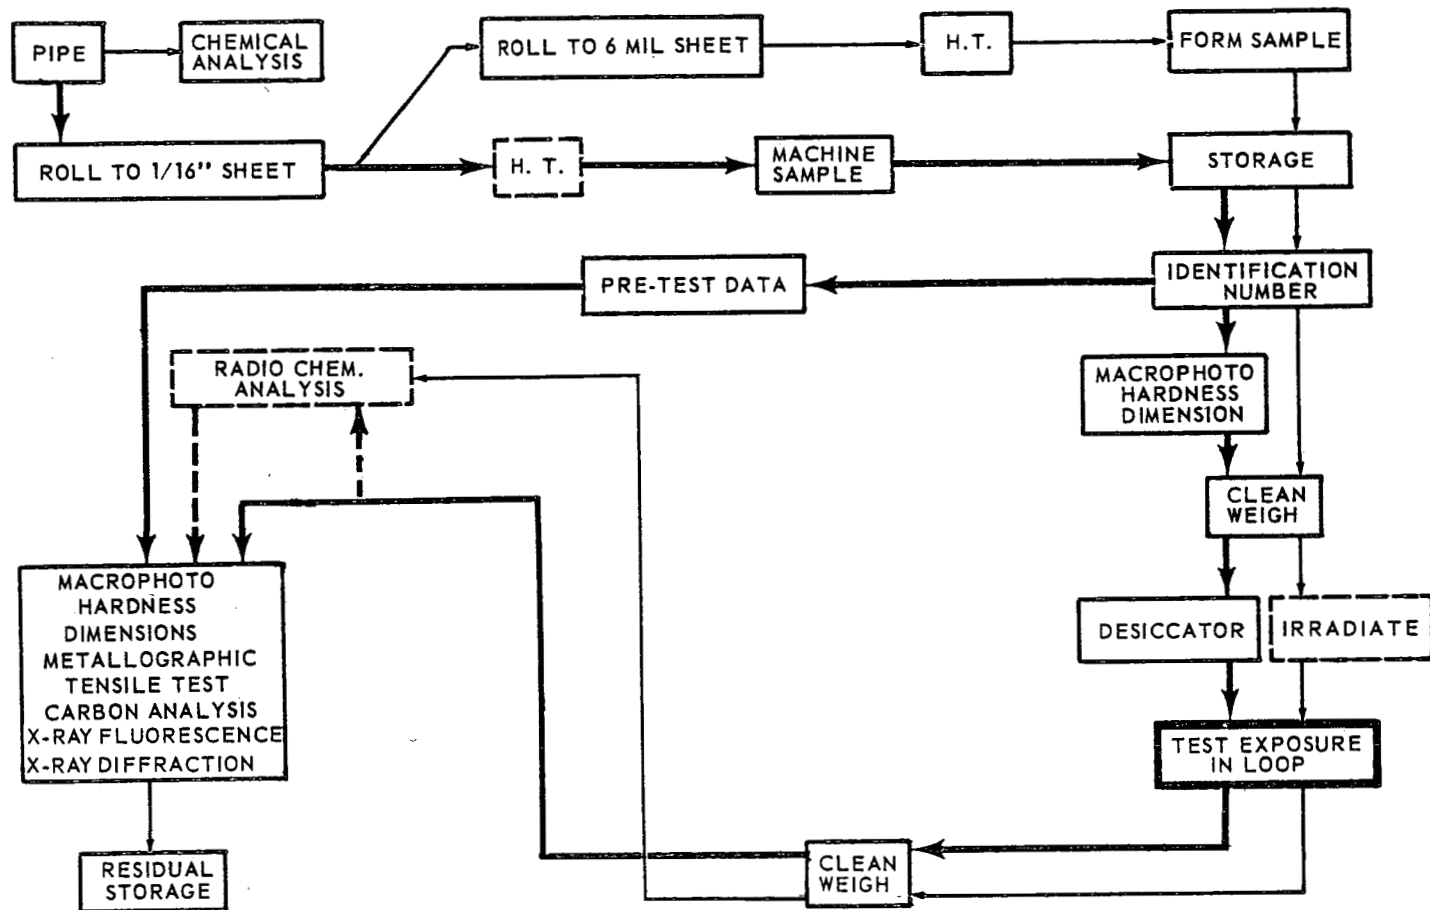 PIPE
CHEMICAL
ANALYSIS
ROLL TO 6 MIL SHEET
H.T.
FORM SAMPLE
ROLL TO 1/16" SHEET
H. T.
MACHINE
SAMPLE
STORAGE
PRE-TEST DATA
IDENTIFICATION
NUMBER
RADIO CHEM.
ANALYSIS
MACROPHOTO
HARDNESS
DIMENSION
CLEAN
WEIGH
MACROPHOTO
HARDNESS
DIMENSIONS
METALLOGRAPHIC
TENSILE TEST
CARBON ANALYSIS
X-RAY FLUORESCENCE
X-RAY DIFFRACTION
DESICCATOR
IRRADIATE
TEST EXPOSURE
IN LOOP
CLEAN
WEIGH
RESIDUAL
STORAGE